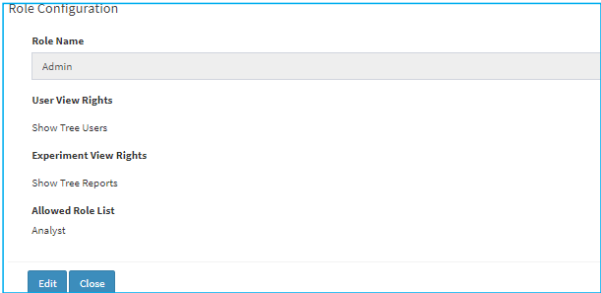 Role Configuration
Role Name
Admin
User View Rights
Show Tree Users
Experiment View Rights
Show Tree Reports
Allowed Role List
Analyst
Edit Close